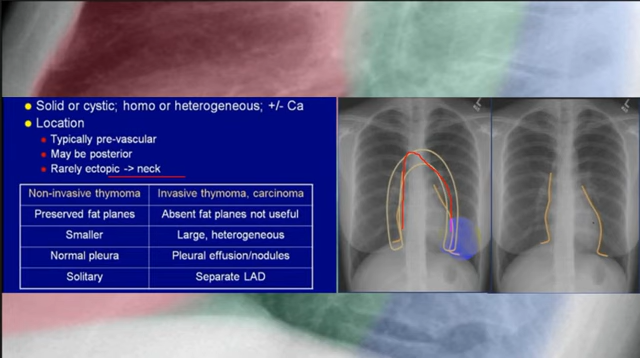 Solid or cystic; homo or heterogeneous; +/- Ca
Location
Typically pre-vascular
May be posterior
Rarely ectopic -> neck
Non-invasive thymoma Invasive thymoma, carcinoma
Preserved fat planes Absent fat planes not useful
Smaller Large, heterogeneous
Normal pleura Pleural effusion/nodules
Solitary Separate LAD